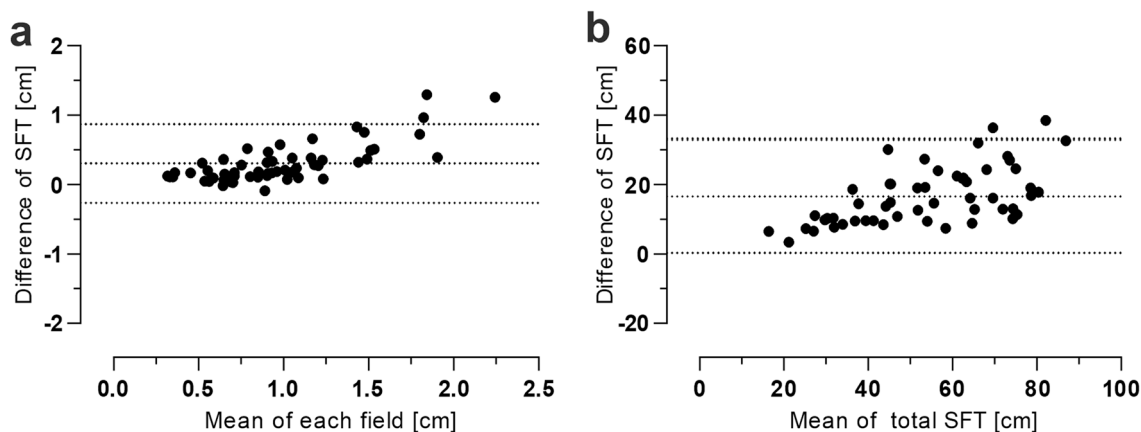 a
Difference of SFT [cm]
2
1
0
-1
-2
0.0 0.5 1.0 1.5 2.0 2.5
Mean of each field [cm]
b
Difference of SFT [cm]
60
40
20
0
-20
0 20 40 60 80 100
Mean of total SFT [cm]